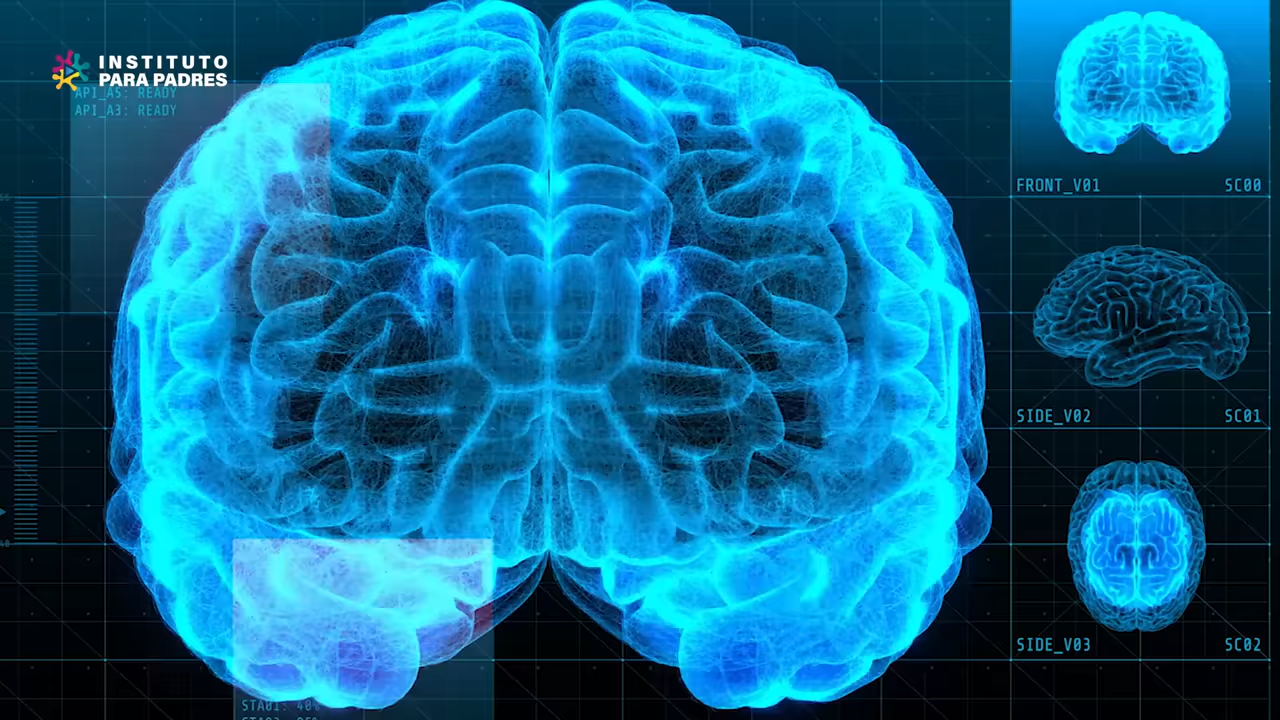 INSTITUTO
PARA PADRES
API_A5: READY
API_A3: READY
FRONT_V01 SC00
SIDE_V02 SC01
SIDE_V03 SC02
STA01: 40%